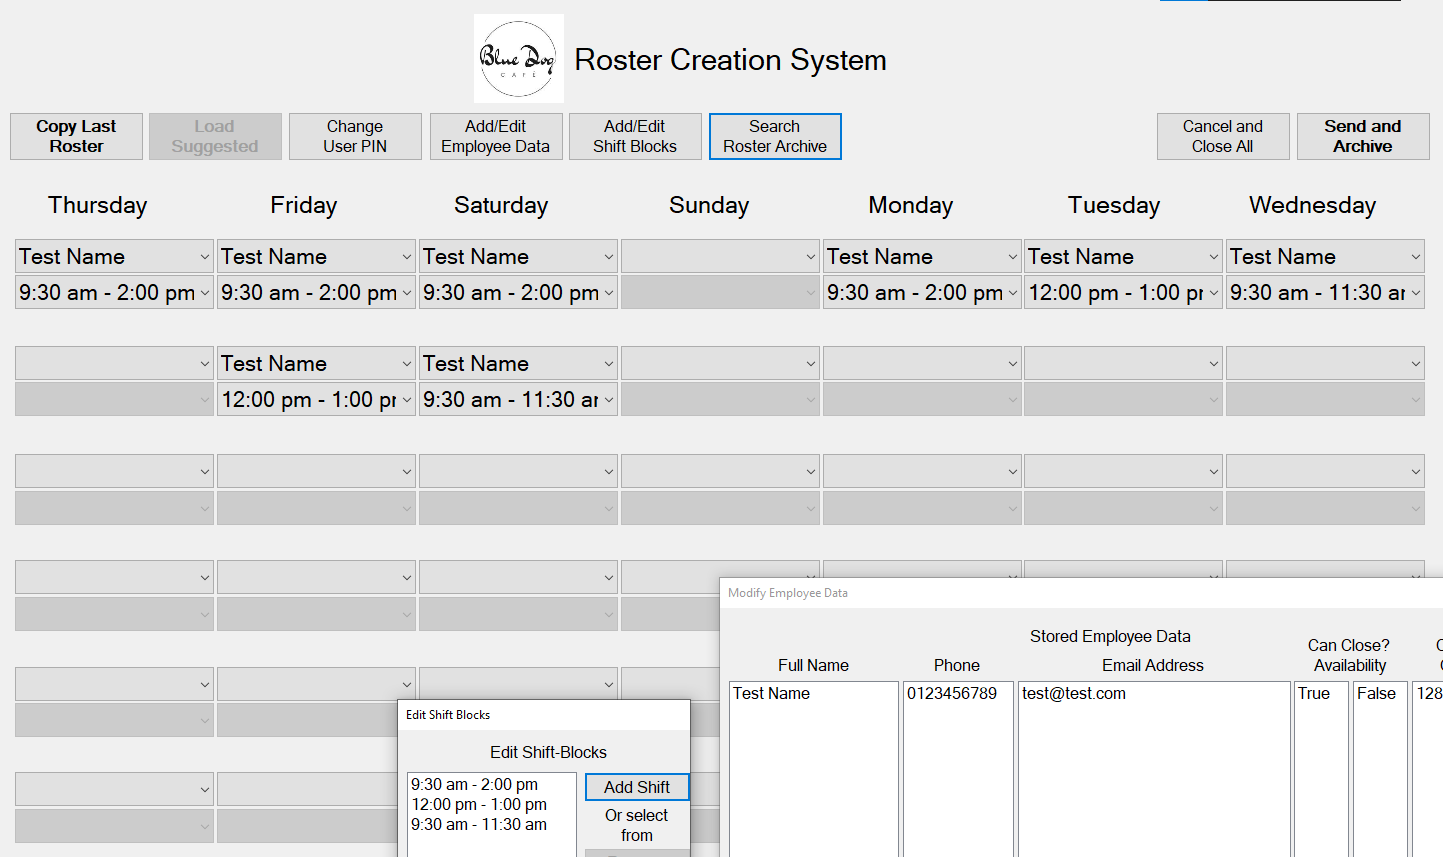 Blue Dog
CAFÉ
Roster Creation System
Copy Last
Roster
Load
Suggested
Change
User PIN
Add/Edit
Employee Data
Add/Edit
Shift Blocks
Search
Roster Archive
Cancel and
Close All
Send and
Archive
Thursday Friday Saturday Sunday Monday Tuesday Wednesday
Test Name Test Name Test Name Test Name Test Name Test Name
9:30 am - 2:00 pm 9:30 am - 2:00 pm 9:30 am - 2:00 pm 9:30 am - 2:00 pm 12:00 pm - 1:00 p 9:30 am - 11:30 a
Test Name Test Name
12:00 pm - 1:00 p 9:30 am - 11:30 a
Modify Employee Data
Stored Employee Data
Full Name Phone Email Address
Can Close?
Availability
Test Name 0123456789 test@test.com True False 128
Edit Shift Blocks
Edit Shift-Blocks
9:30 am - 2:00 pm
12:00 pm - 1:00 pm
9:30 am - 11:30 am
Add Shift
Or select
from